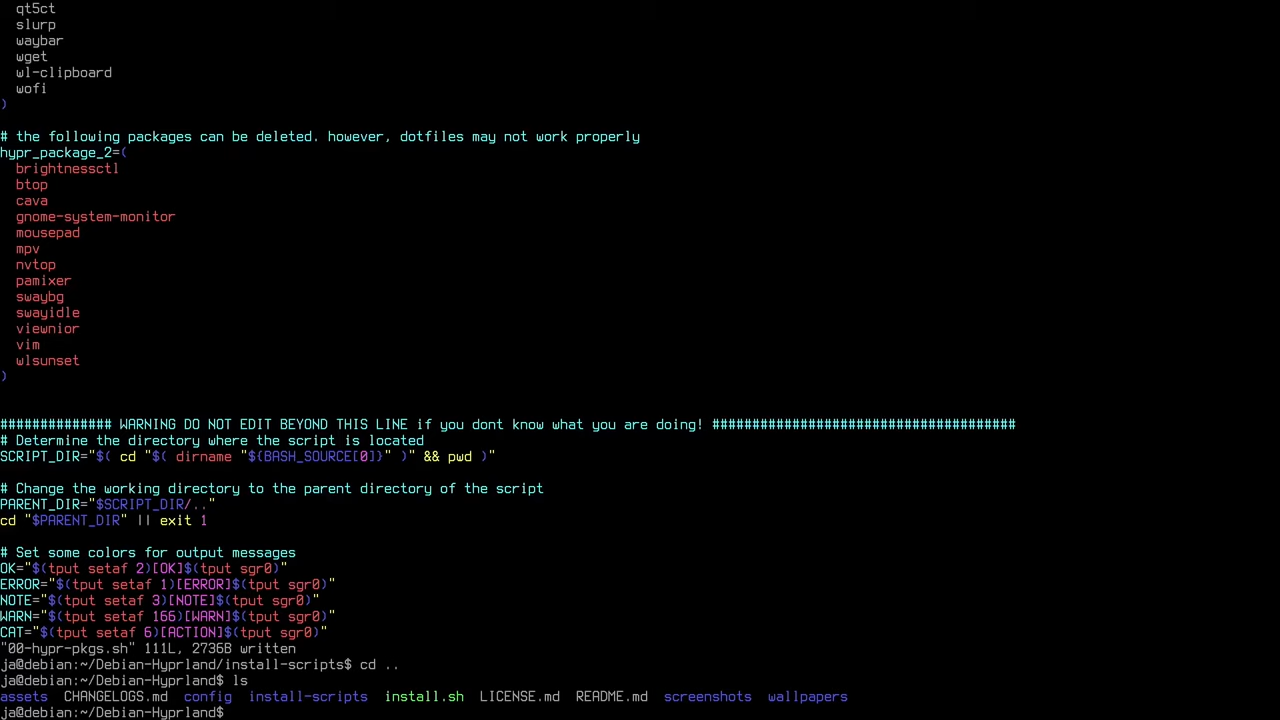 qt5ct
  slurp
  waybar
  wget
  wl-clipboard
  wofi
)
# the following packages can be deleted. however, dotfiles may not work properly
hypr_package_2=(
  brightnessctl
  btop
  cava
  gnome-system-monitor
  mousepad
  mpv
  nvtop
  pamixer
  swaybg
  swayidle
  viewnior
  vim
  wlsunset
)
############## WARNING DO NOT EDIT BEYOND THIS LINE if you dont know what you are doing! ######################################
# Determine the directory where the script is located
SCRIPT_DIR="$( cd "$( dirname "${BASH_SOURCE[0]}" )" && pwd )"
# Change the working directory to the parent directory of the script
PARENT_DIR="$SCRIPT_DIR/.."
cd "$PARENT_DIR" || exit 1
# Set some colors for output messages
OK="$(tput setaf 2)[OK]$(tput sgr0)"
ERROR="$(tput setaf 1)[ERROR]$(tput sgr0)"
NOTE="$(tput setaf 3)[NOTE]$(tput sgr0)"
WARN="$(tput setaf 166)[WARN]$(tput sgr0)"
CAT="$(tput setaf 6)[ACTION]$(tput sgr0)"
"00-hypr-pkgs.sh" 111L, 2736B written
ja@debian:~/Debian-Hyprland/install-scripts$ cd ..
ja@debian:~/Debian-Hyprland$ ls
assets  CHANGELOGS.md  config  install-scripts  install.sh  LICENSE.md  README.md  screenshots  wallpapers
ja@debian:~/Debian-Hyprland$